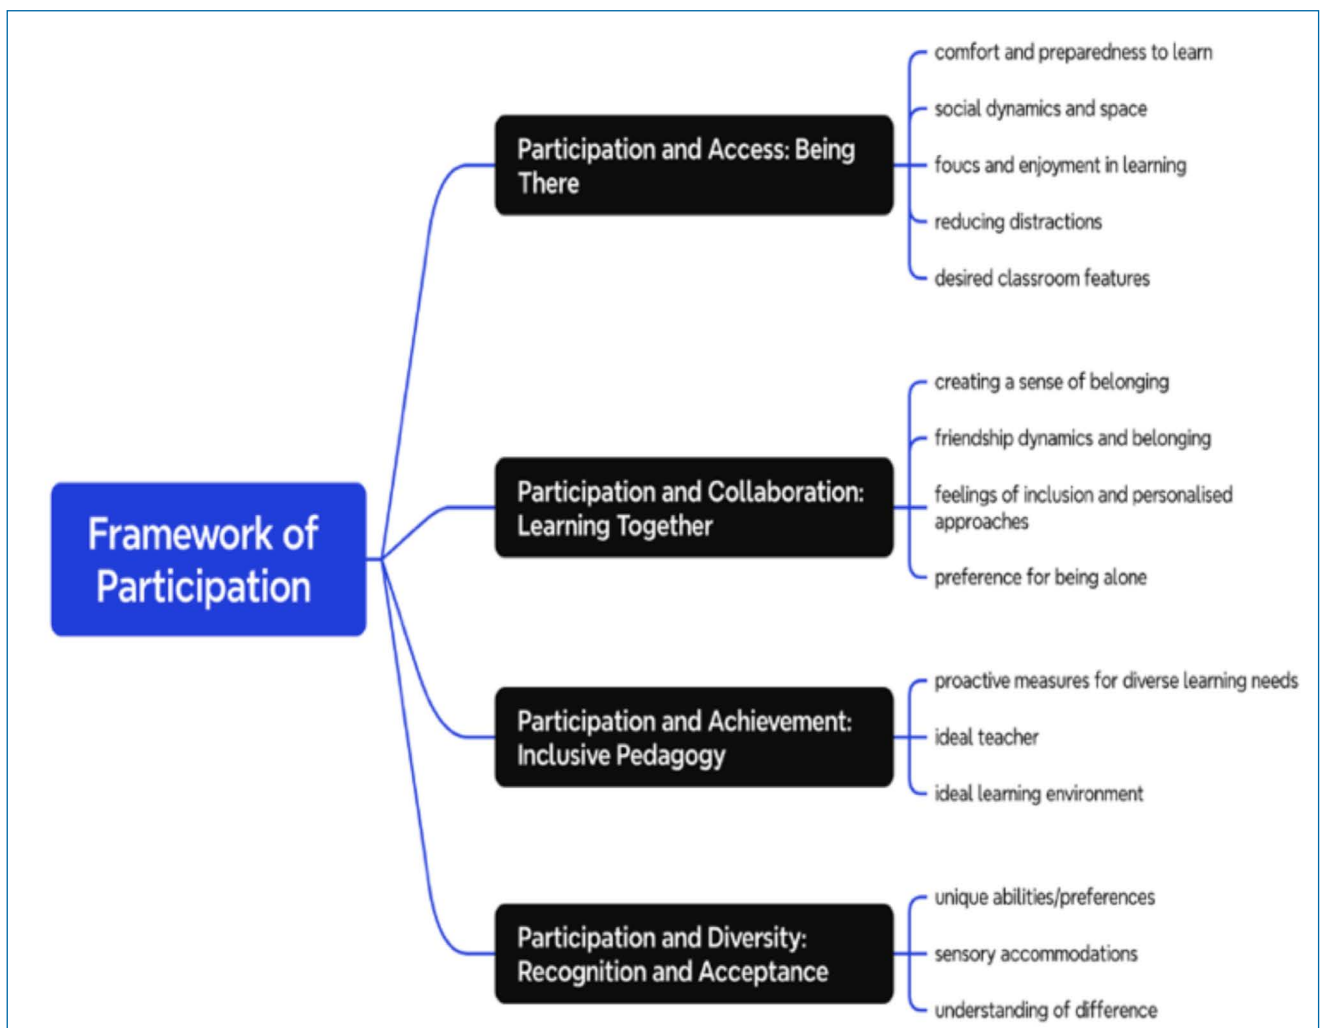 Framework of
Participation
Participation and Access: Being
There
comfort and preparedness to learn
social dynamics and space
foucs and enjoyment in learning
reducing distractions
desired classroom features
Participation and Collaboration:
Learning Together
creating a sense of belonging
friendship dynamics and belonging
feelings of inclusion and personalised
approaches
preference for being alone
Participation and Achievement:
Inclusive Pedagogy
proactive measures for diverse learning needs
ideal teacher
ideal learning environment
Participation and Diversity:
Recognition and Acceptance
unique abilities/preferences
sensory accommodations
understanding of difference